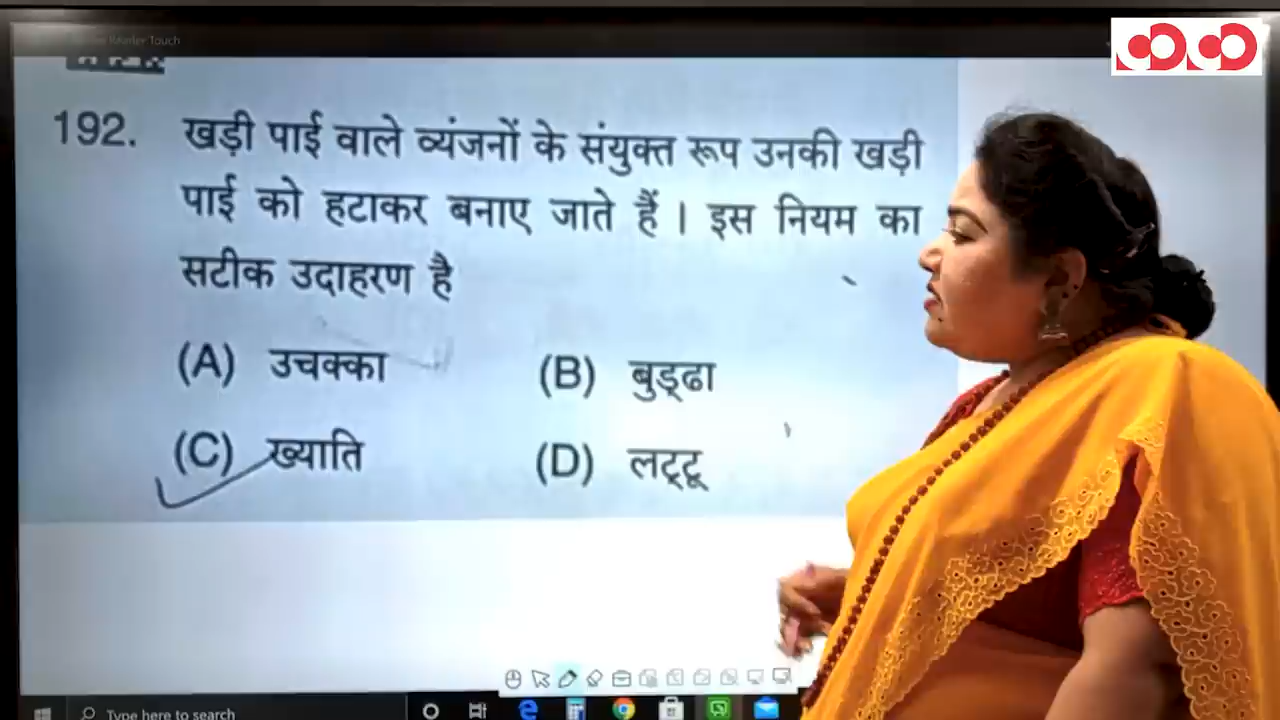 192. खड़ी पाई वाले व्यंजनों के संयुक्त रूप उनकी खड़ी
पाई को हटाकर बनाए जाते हैं । इस नियम का
सटीक उदाहरण है
(A) उचक्का (B) बुड्ढा
(C) ख्याति (D) लट्टू
Type here to search